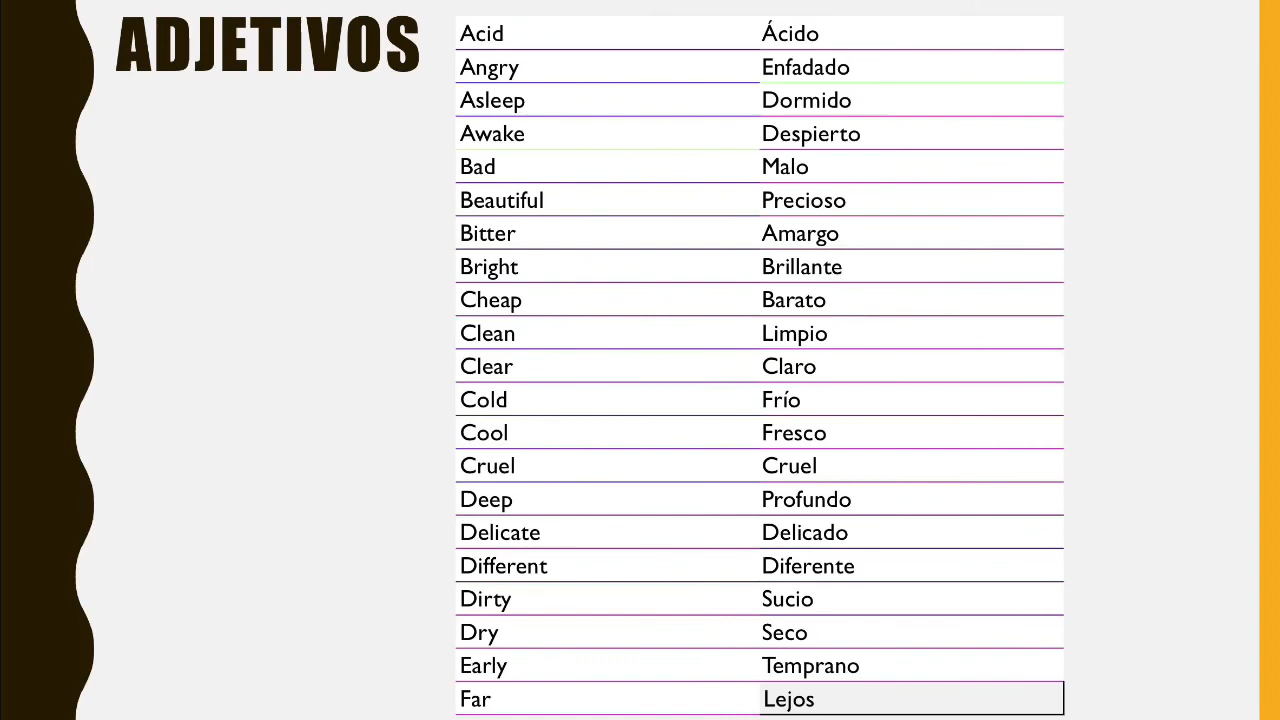 ADJETIVOS
Acid Ácido
Angry Enfadado
Asleep Dormido
Awake Despierto
Bad Malo
Beautiful Precioso
Bitter Amargo
Bright Brillante
Cheap Barato
Clean Limpio
Clear Claro
Cold Frío
Cool Fresco
Cruel Cruel
Deep Profundo
Delicate Delicado
Different Diferente
Dirty Sucio
Dry Seco
Early Temprano
Far Lejos